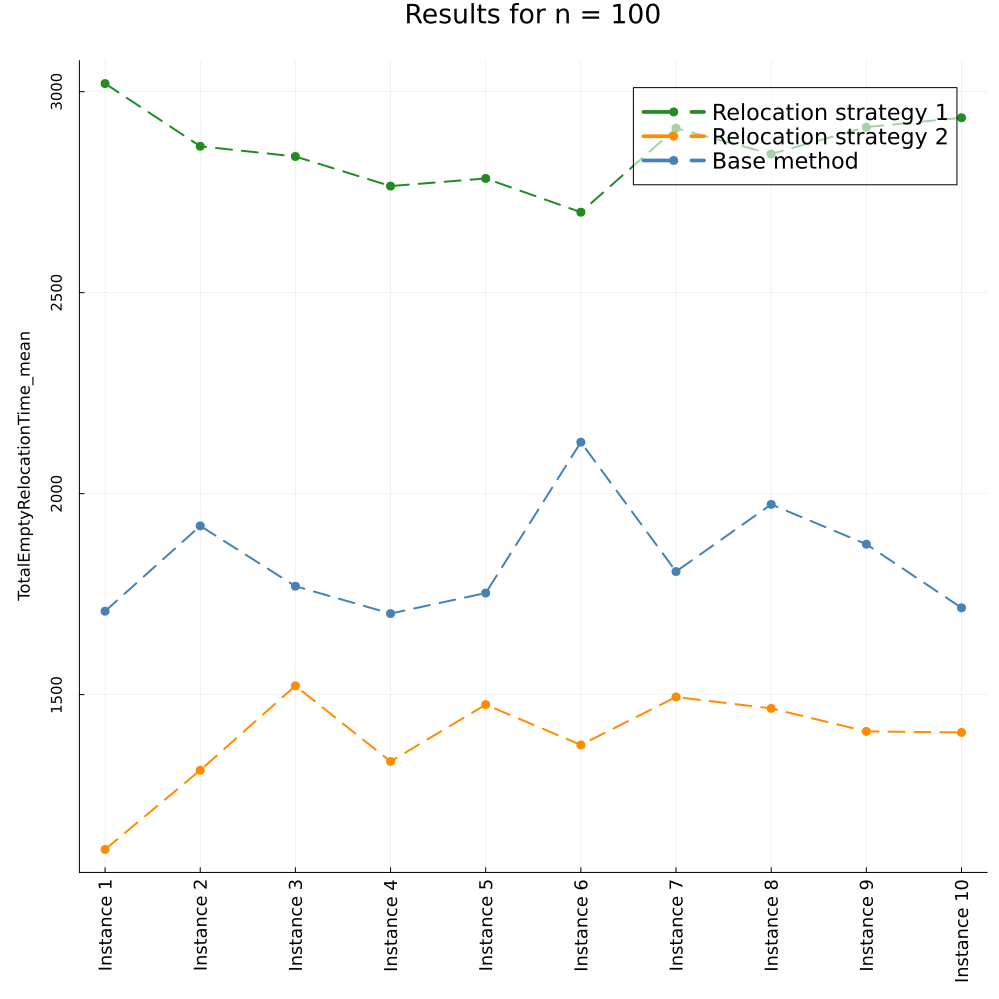 Results for n = 100
Relocation strategy 1
Relocation strategy 2
Base method
TotalEmptyRelocationTime_mean
3000
2500
2000
1500
Instance 1
Instance 2
Instance 3
Instance 4
Instance 5
Instance 6
Instance 7
Instance 8
Instance 9
Instance 10